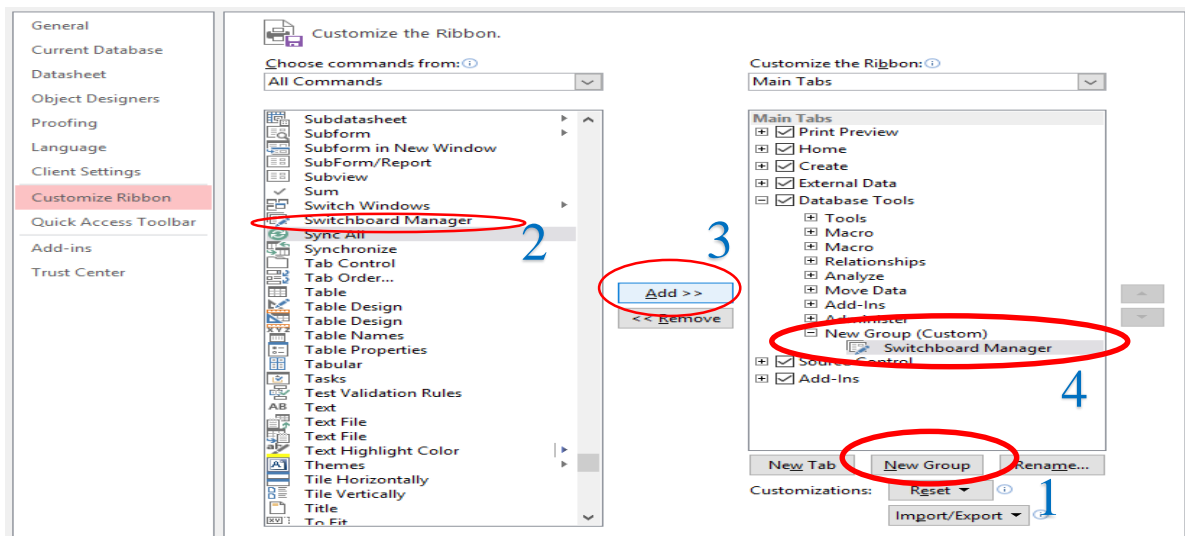 General
Current Database
Datasheet
Object Designers
Proofing
Language
Client Settings
Customize Ribbon
Quick Access Toolbar
Add-ins
Trust Center
Customize the Ribbon.
Choose commands from:
All Commands
Subdatasheet
Subform
Subform in New Window
SubForm/Report
Subview
Sum
Switch Windows
Switchboard Manager
Sync All
Synchronize
Tab Control
Tab Order...
Table
Table Design
Table Design
Table Names
Table Properties
Tabular
Tasks
Test Validation Rules
Text
Text File
Text File
Text Highlight Color
Themes
Tile Horizontally
Tile Vertically
Title
To Fit
2
3
Add >>
<< Remove
Customize the Ribbon:
Main Tabs
Main Tabs
Print Preview
Home
Create
External Data
Database Tools
Tools
Macro
Macro
Relationships
Analyze
Move Data
Add-Ins
Administer
New Group (Custom)
Switchboard Manager
Source Control
Add-Ins
4
New Tab
New Group
Rename...
Customizations:
Reset
1
Import/Export